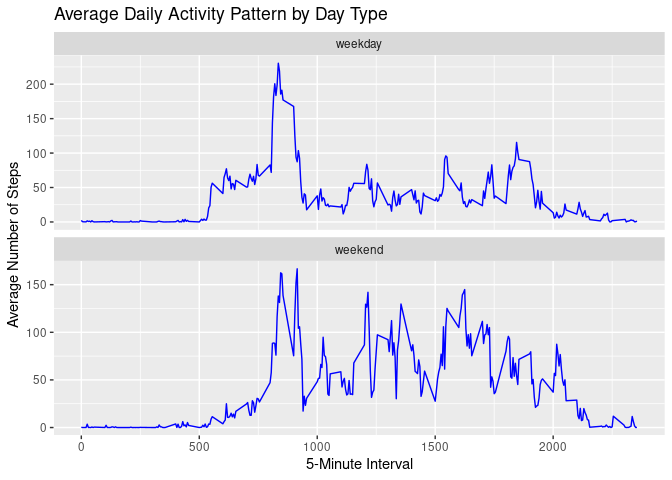 Average Daily Activity Pattern by Day Type
weekday
200
150
100
50
0
weekend
150
100
50
0
0 500 1000 1500 2000
5-Minute Interval
Average Number of Steps